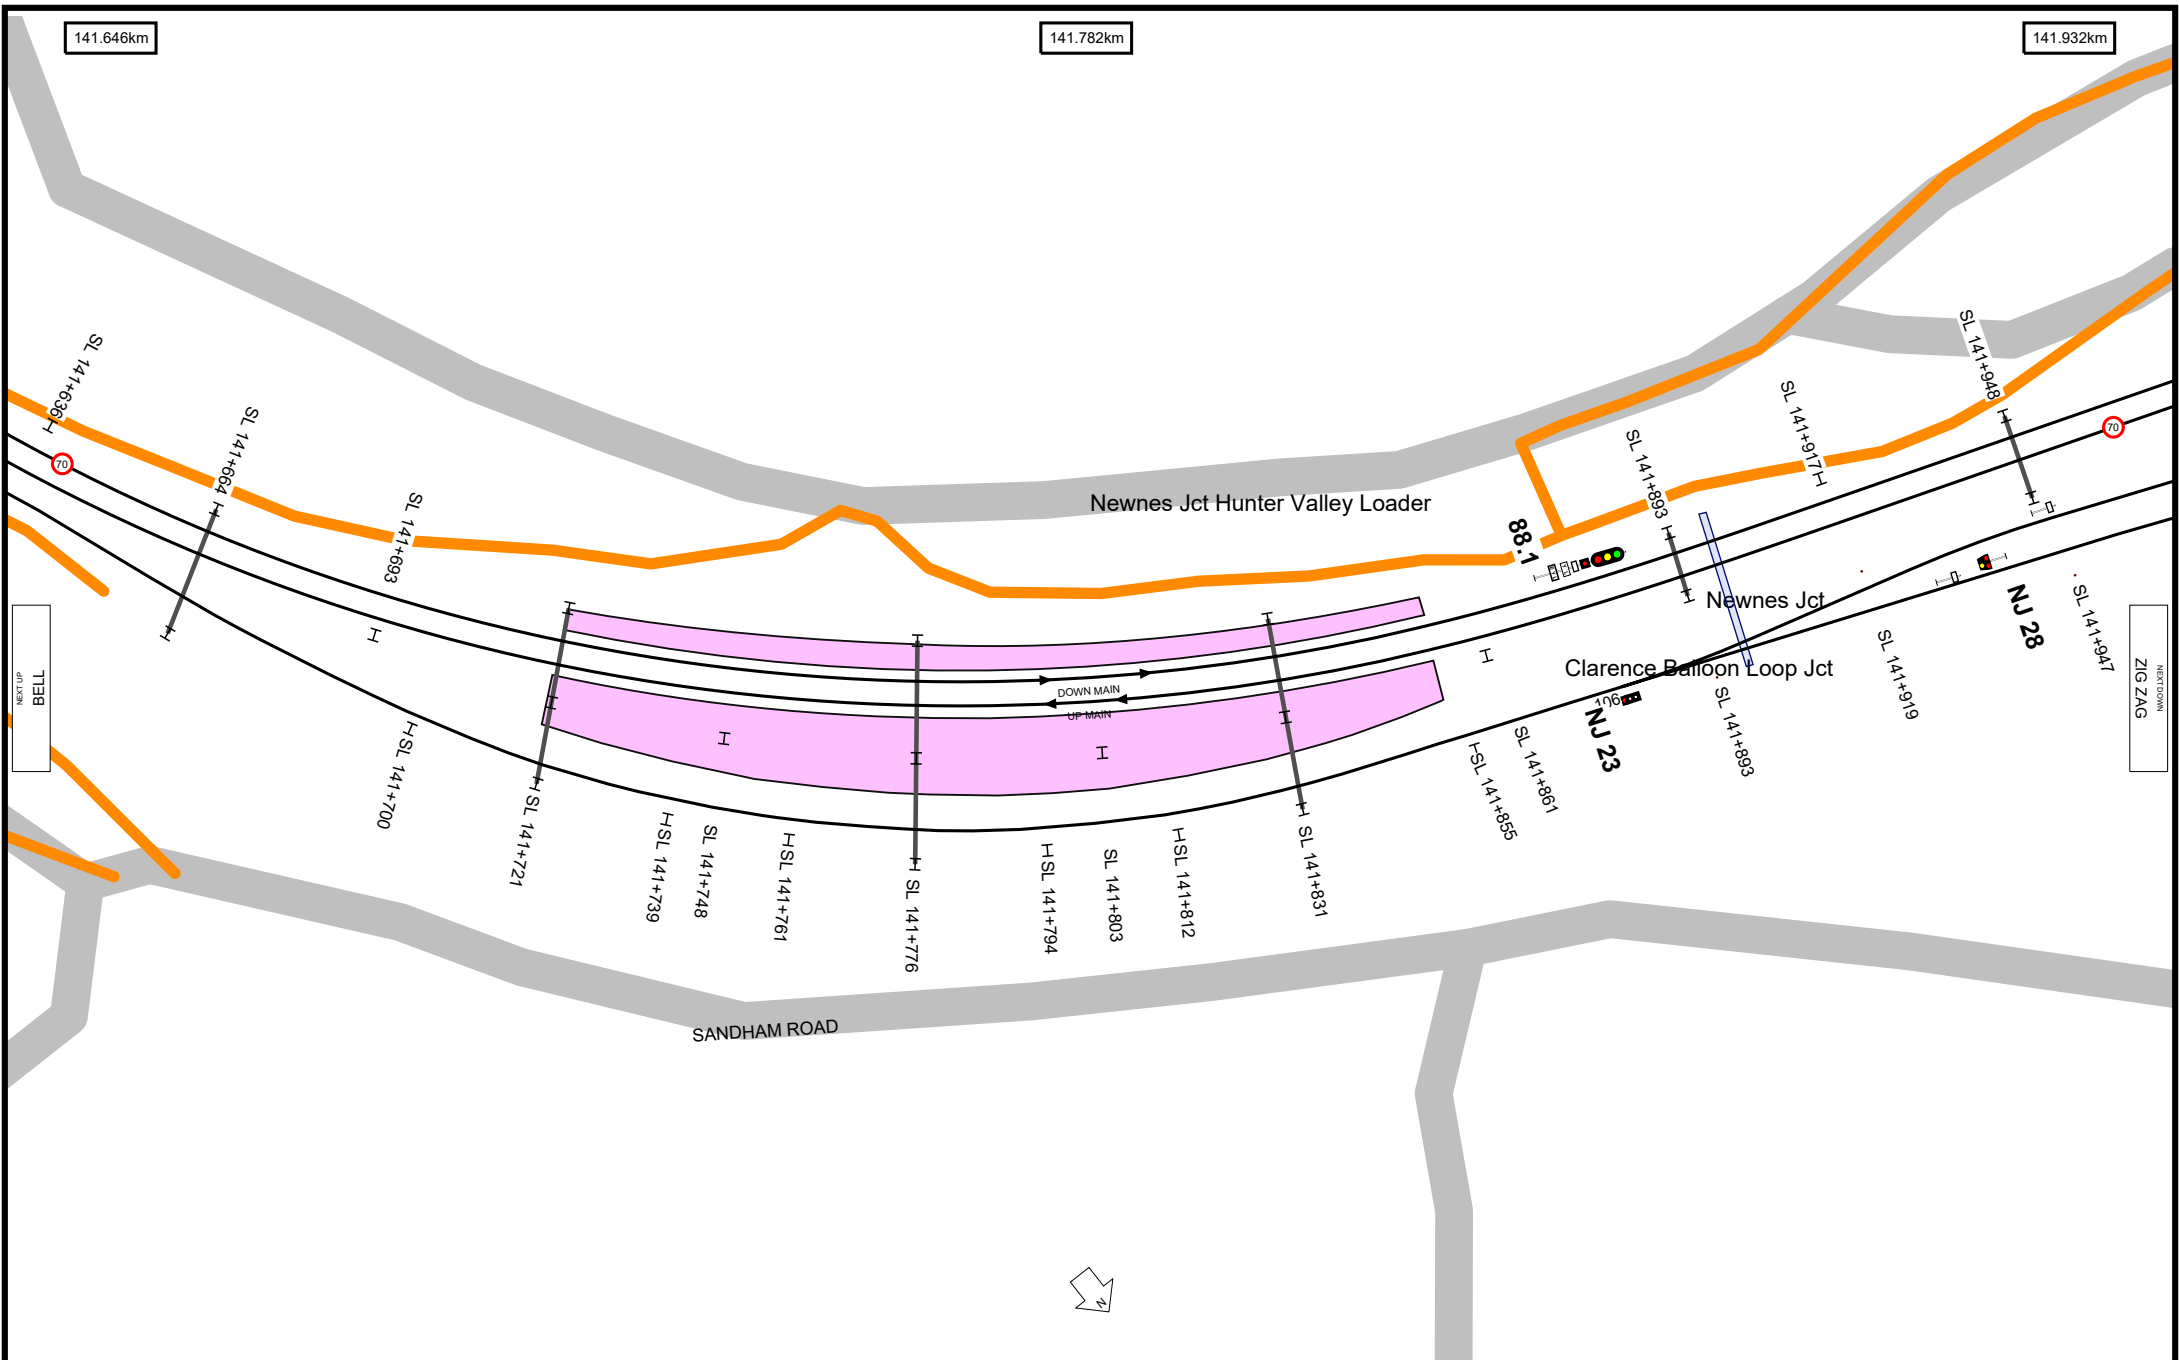 141.646km
141.782km
141.932km
SL 141+636
SL 141+664
SL 141+693
SL 141+948
SL 141+917
SL 141+893
Newnes Jct Hunter Valley Loader
88.1
70
70
Newnes Jct
NJ 28
SL 141+947
Clarence Balloon Loop Jct
SL 141+919
SL 141+893
106
NJ 23
DOWN MAIN
UP MAIN
NEXT UP
BELL
NEXT DOWN
ZIG ZAG
SL 141+700
SL 141+721
SL 141+739
SL 141+748
SL 141+761
SL 141+776
SL 141+794
SL 141+803
SL 141+812
SL 141+831
SL 141+855
SL 141+861
SANDHAM ROAD
N